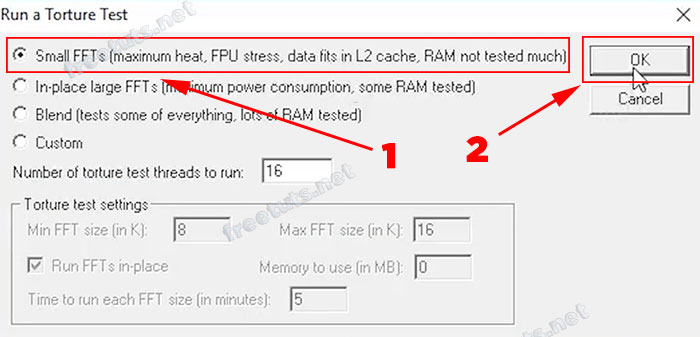 Run a Torture Test
Small FFTs (maximum heat, FPU stress, data fits in L2 cache, RAM not tested much)
OK
In-place large FFTs (maximum power consumption, some RAM tested)
Cancel
Blend (tests some of everything, lots of RAM tested)
Custom
1
2
Number of torture test threads to run: 16
Torture test settings
Min FFT size (in K): 8 Max FFT size (in K): 16
Run FFTs in-place Memory to use (in MB): 0
Time to run each FFT size (in minutes): 5
freetuts.net
freetuts.net
freetuts.net
freetuts.net